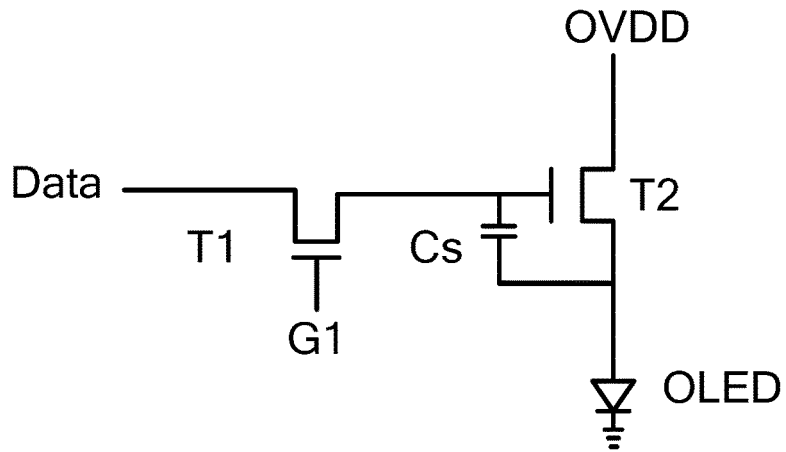 OVDD
Data
T2
T1
Cs
G1
OLED